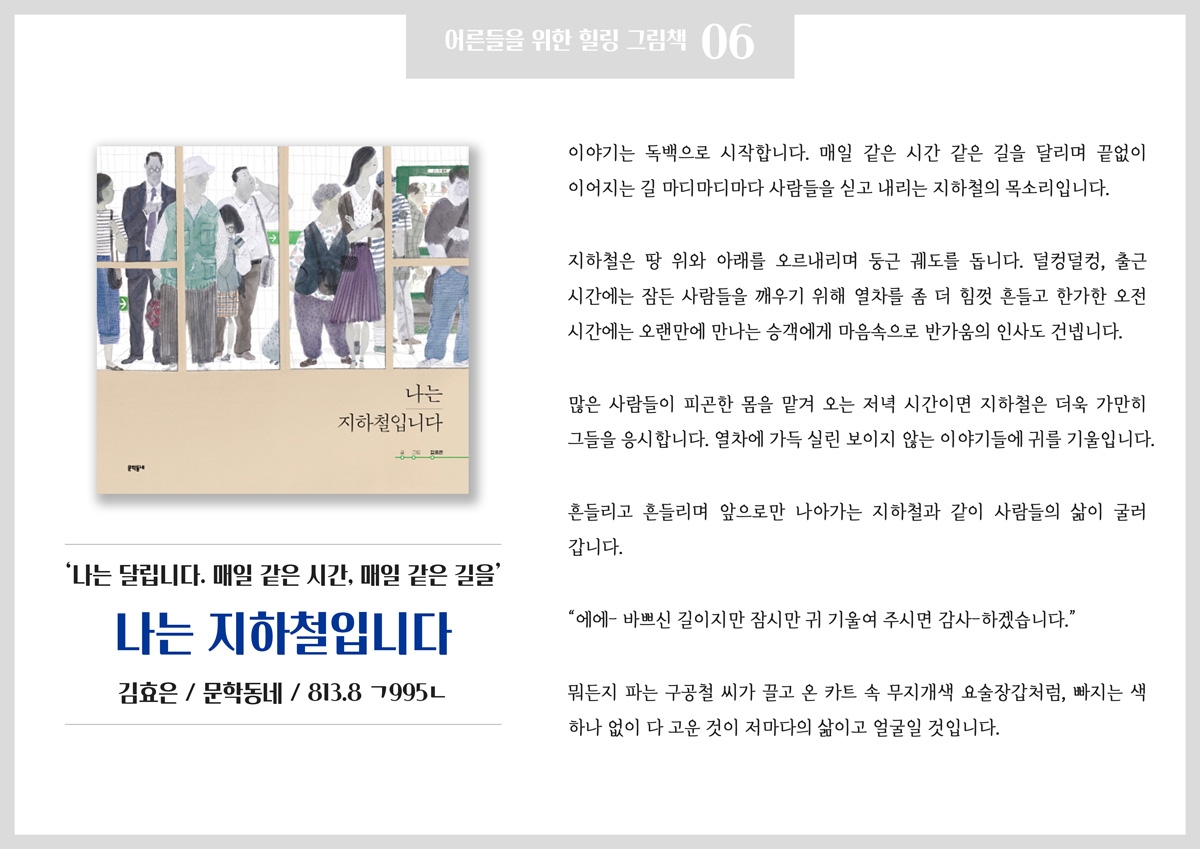 어른들을 위한 힐링 그림책 06
나는
지하철입니다
글 그림 김효은
문학동네
‘나는 달립니다. 매일 같은 시간, 매일 같은 길을’
나는 지하철입니다
김효은 / 문학동네 / 813.8 ㄱ995ㄴ
이야기는 독백으로 시작합니다. 매일 같은 시간 같은 길을 달리며 끝없이
이어지는 길 마디마디마다 사람들을 싣고 내리는 지하철의 목소리입니다.
지하철은 땅 위와 아래를 오르내리며 둥근 궤도를 돕니다. 덜컹덜컹, 출근
시간에는 잠든 사람들을 깨우기 위해 열차를 좀 더 힘껏 흔들고 한가한 오전
시간에는 오랜만에 만나는 승객에게 마음속으로 반가움의 인사도 건넵니다.
많은 사람들이 피곤한 몸을 맡겨 오는 저녁 시간이면 지하철은 더욱 가만히
그들을 응시합니다. 열차에 가득 실린 보이지 않는 이야기들에 귀를 기울입니다.
흔들리고 흔들리며 앞으로만 나아가는 지하철과 같이 사람들의 삶이 굴러
갑니다.
“에에- 바쁘신 길이지만 잠시만 귀 기울여 주시면 감사-하겠습니다.”
뭐든지 파는 구공철 씨가 끌고 온 카트 속 무지개색 요술장갑처럼, 빠지는 색
하나 없이 다 고운 것이 저마다의 삶이고 얼굴일 것입니다.